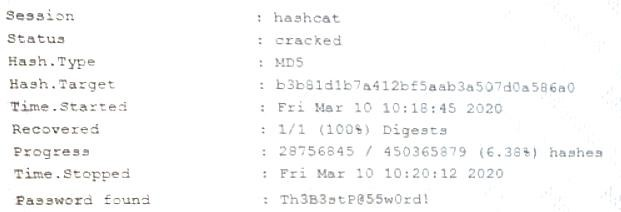 Session : hashcat
Status : cracked
Hash.Type : MD5
Hash.Target : b3b81d1b7a412bf5aab3a507d0a586a0
Time.Started : Fri Mar 10 10:18:45 2020
Recovered : 1/1 (100%) Digests
Progress : 28756845 / 450365879 (6.38%) hashes
Time.Stopped : Fri Mar 10 10:20:12 2020
Password found : Th3B3stP@55w0rd!